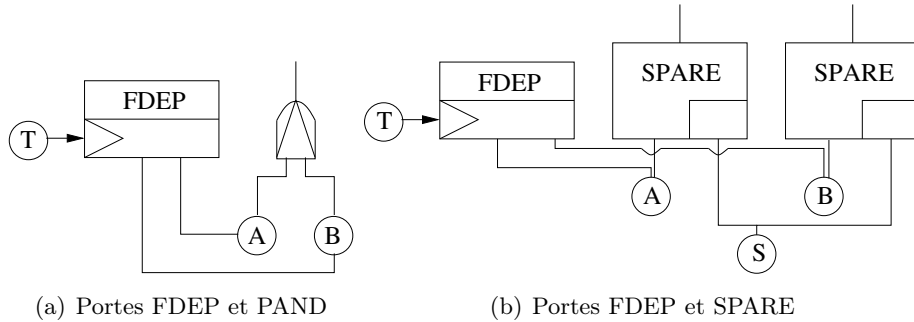 SPARE
SPARE
FDEP
FDEP
T
T
A
B
A
B
S
(a) Portes FDEP et PAND
(b) Portes FDEP et SPARE